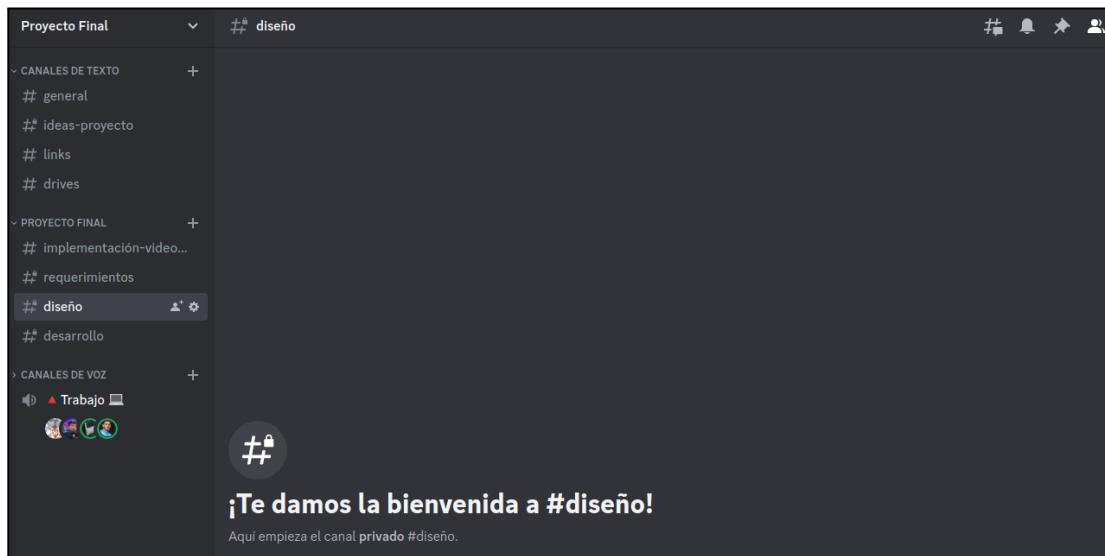 Proyecto Final
diseño
CANALES DE TEXTO
general
ideas-proyecto
links
drives
PROYECTO FINAL
implementación-video...
requerimientos
diseño
desarrollo
CANALES DE VOZ
Trabajo
¡Te damos la bienvenida a #diseño!
Aquí empieza el canal privado #diseño.